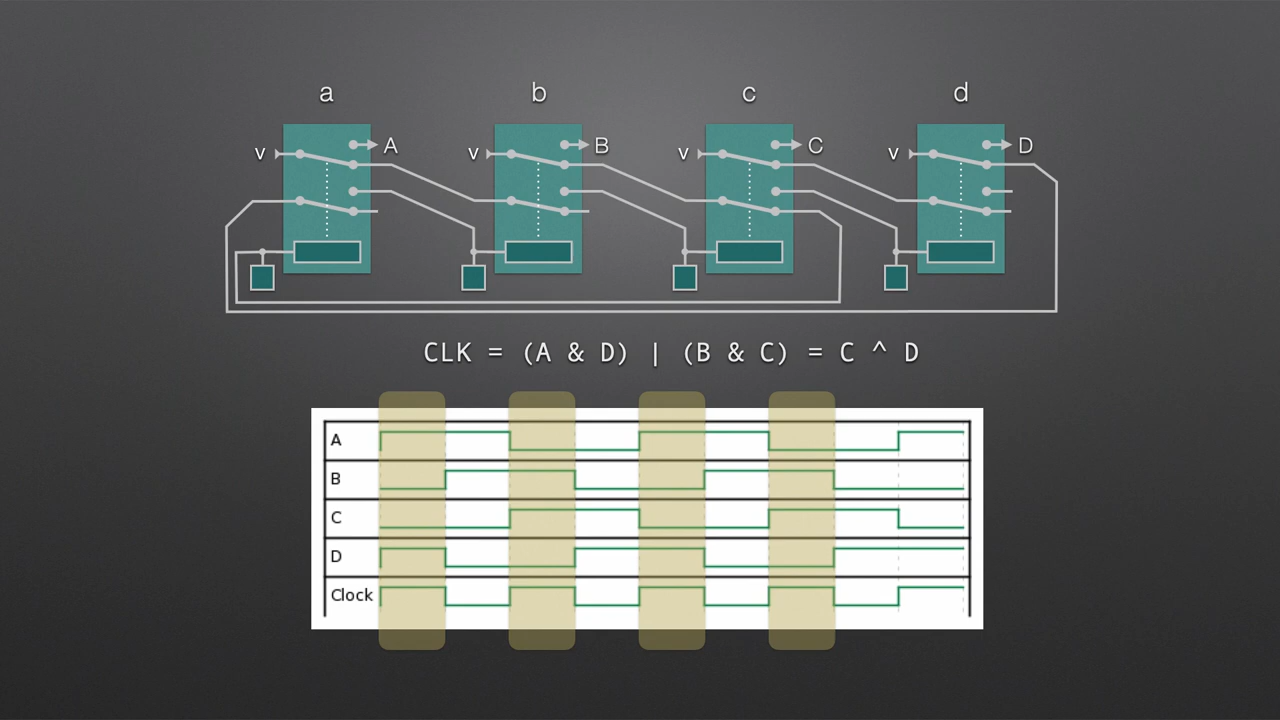 a b c d
V A V B V C V D
CLK = (A & D) | (B & C) = C ^ D
A
B
C
D
Clock